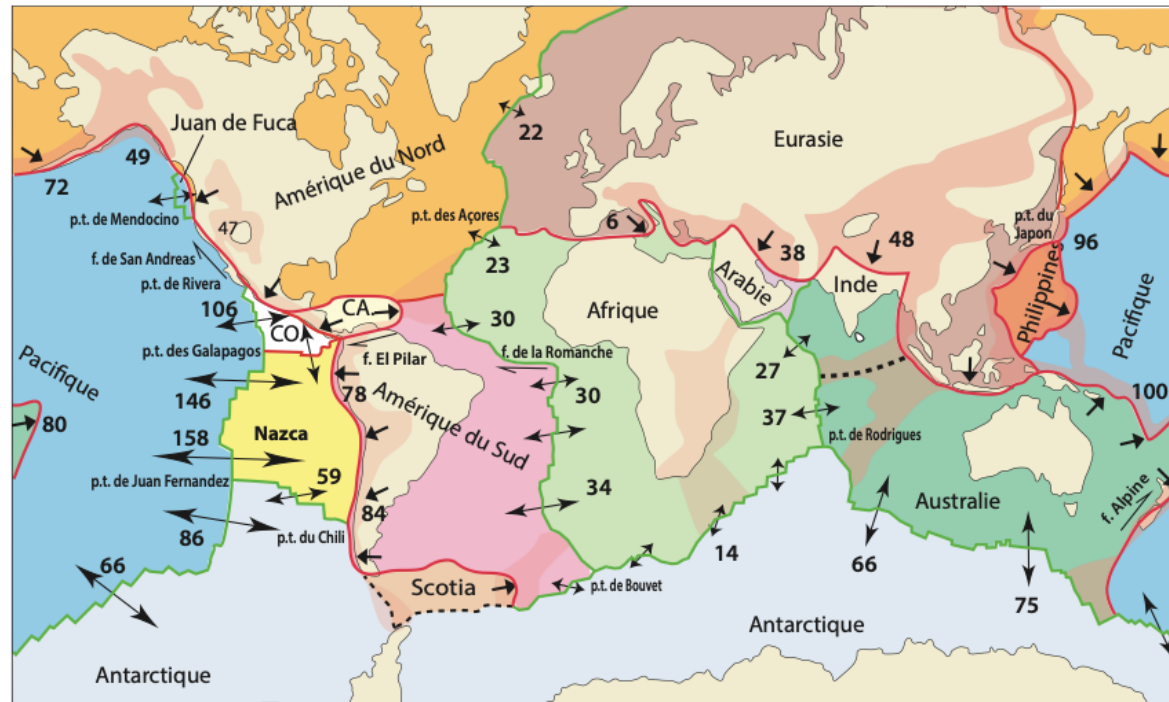 22
Juan de Fuca
49
Amérique du Nord
Eurasie
72
p.t. de Mendocino
47
p.t. des Açores
6
38
48
p.t. du
Japon
96
f. de San Andreas
23
Arabie
Inde
p.t. de Rivera
106
CO
CA
30
Afrique
Philippines
Pacifique
f. El Pilar
f. de la Romanche
p.t. des Galapagos
27
Pacifique
146
78
Amérique du Sud
30
37
100
80
158
Nazca
p.t. de Rodrigues
59
p.t. de Juan Fernandez
34
Australie
f. Alpine
84
86
p.t. du Chili
14
66
66
Scotia
p.t. de Bouvet
75
Antarctique
Antarctique